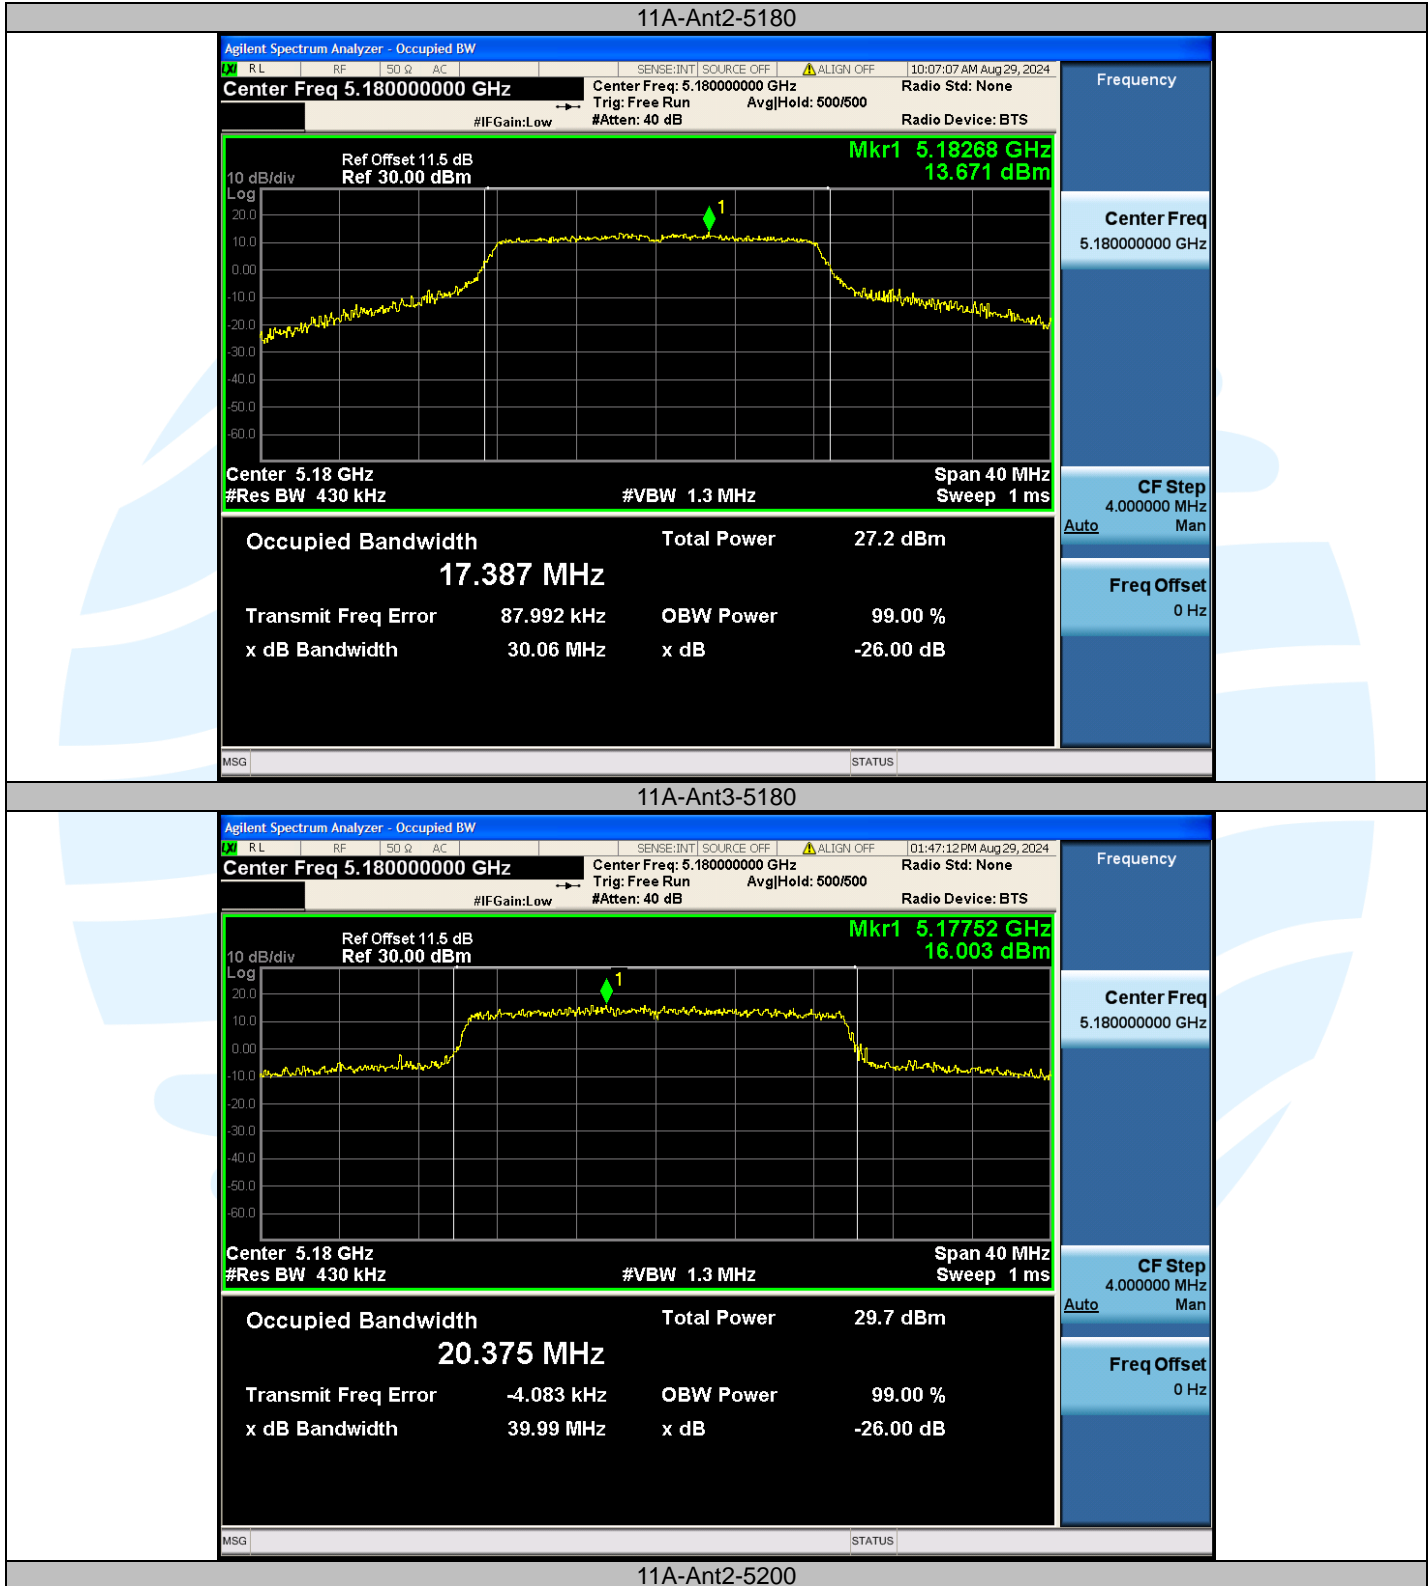 11A-Ant2-5180
Agilent Spectrum Analyzer - Occupied BW
LXI RL RF 50 Ω AC SENSE:INT SOURCE OFF ALIGN OFF 10:07:07 AM Aug 29, 2024
Center Freq 5.180000000 GHz
Center Freq: 5.180000000 GHz
Radio Std: None
Trig: Free Run Avg|Hold: 500/500
#IFGain:Low
#Atten: 40 dB
Radio Device: BTS
Frequency
Mkr1 5.18268 GHz
13.671 dBm
Ref Offset 11.5 dB
10 dB/div Ref 30.00 dBm
Log
20.0
10.0
0.00
-10.0
-20.0
-30.0
-40.0
-50.0
-60.0
1
Center 5.18 GHz Span 40 MHz
#Res BW 430 kHz #VBW 1.3 MHz Sweep 1 ms
Center Freq
5.180000000 GHz
CF Step
4.000000 MHz
Auto Man
Freq Offset
0 Hz
Occupied Bandwidth Total Power 27.2 dBm
17.387 MHz
Transmit Freq Error 87.992 kHz OBW Power 99.00 %
x dB Bandwidth 30.06 MHz x dB -26.00 dB
MSG STATUS
11A-Ant3-5180
Agilent Spectrum Analyzer - Occupied BW
LXI RL RF 50 Ω AC SENSE:INT SOURCE OFF ALIGN OFF 01:47:12 PM Aug 29, 2024
Center Freq 5.180000000 GHz
Center Freq: 5.180000000 GHz
Radio Std: None
Trig: Free Run Avg|Hold: 500/500
#IFGain:Low
#Atten: 40 dB
Radio Device: BTS
Frequency
Mkr1 5.17752 GHz
16.003 dBm
Ref Offset 11.5 dB
10 dB/div Ref 30.00 dBm
Log
20.0
10.0
0.00
-10.0
-20.0
-30.0
-40.0
-50.0
-60.0
1
Center 5.18 GHz Span 40 MHz
#Res BW 430 kHz #VBW 1.3 MHz Sweep 1 ms
Center Freq
5.180000000 GHz
CF Step
4.000000 MHz
Auto Man
Freq Offset
0 Hz
Occupied Bandwidth Total Power 29.7 dBm
20.375 MHz
Transmit Freq Error -4.083 kHz OBW Power 99.00 %
x dB Bandwidth 39.99 MHz x dB -26.00 dB
MSG STATUS
11A-Ant2-5200